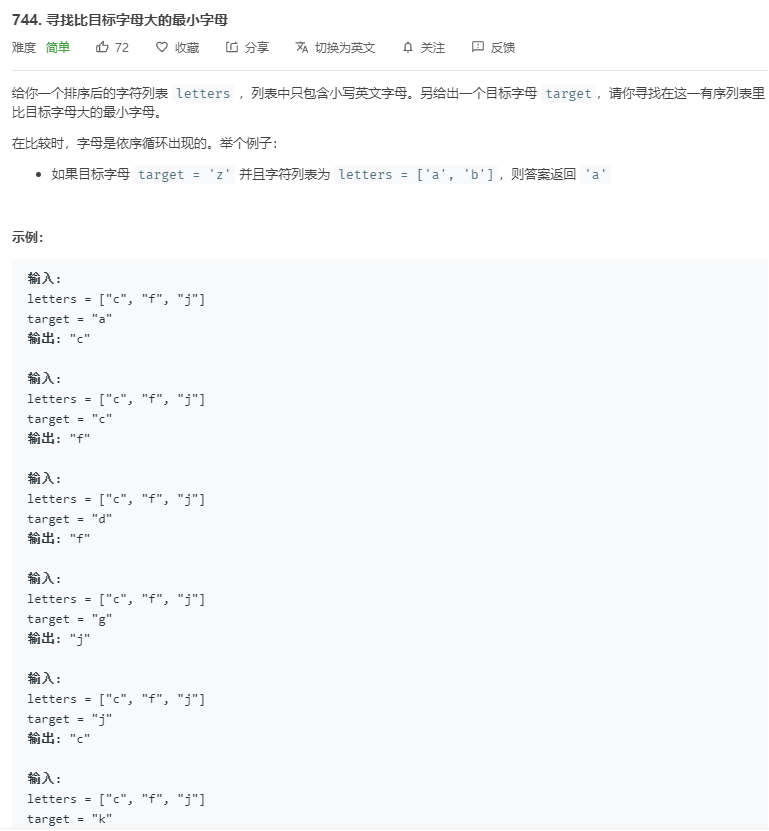 744. 寻找比目标字母大的最小字母
难度 简单 72 收藏 分享 切换为英文 关注 反馈
给你一个排序后的字符列表 letters ，列表中只包含小写英文字母。另给出一个目标字母 target，请你寻找在这一有序列表里
比目标字母大的最小字母。
在比较时，字母是依序循环出现的。举个例子：
• 如果目标字母 target = 'z' 并且字符列表为 letters = ['a', 'b']，则答案返回 'a'
示例：
输入:
letters = ["c", "f", "j"]
target = "a"
输出: "c"
输入:
letters = ["c", "f", "j"]
target = "c"
输出: "f"
输入:
letters = ["c", "f", "j"]
target = "d"
输出: "f"
输入:
letters = ["c", "f", "j"]
target = "g"
输出: "j"
输入:
letters = ["c", "f", "j"]
target = "j"
输出: "c"
输入:
letters = ["c", "f", "j"]
target = "k"